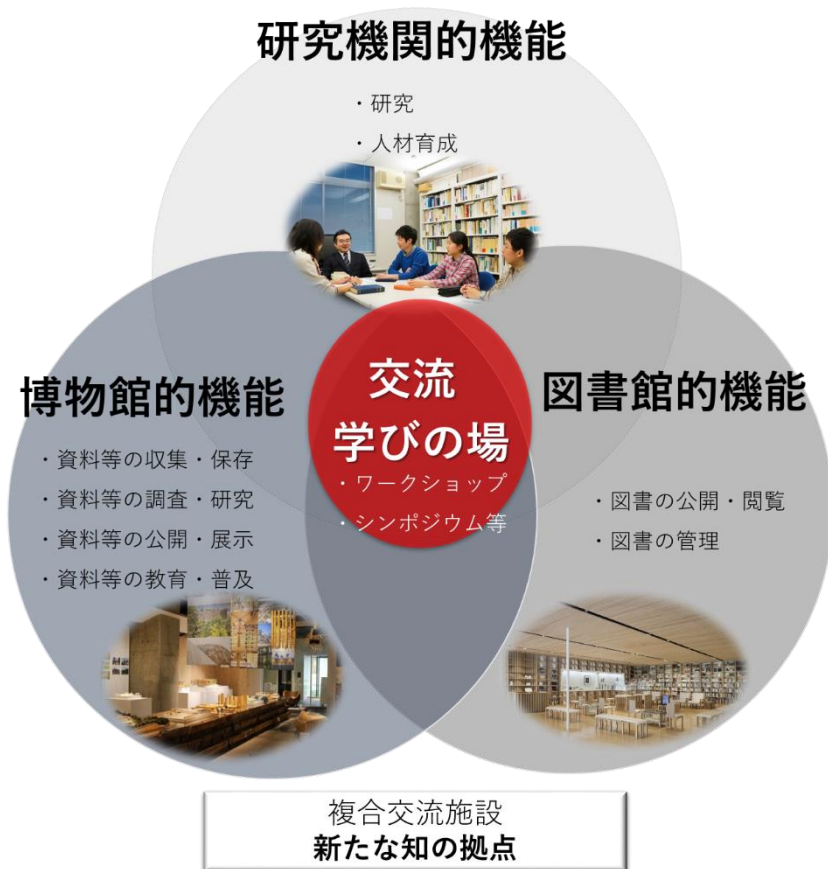 研究機関的機能
・研究
・人材育成
博物館的機能
・資料等の収集・保存
・資料等の調査・研究
・資料等の公開・展示
・資料等の教育・普及
交流
学びの場
・ワークショップ
・シンポジウム等
図書館的機能
・図書の公開・閲覧
・図書の管理
複合交流施設
新たな知の拠点